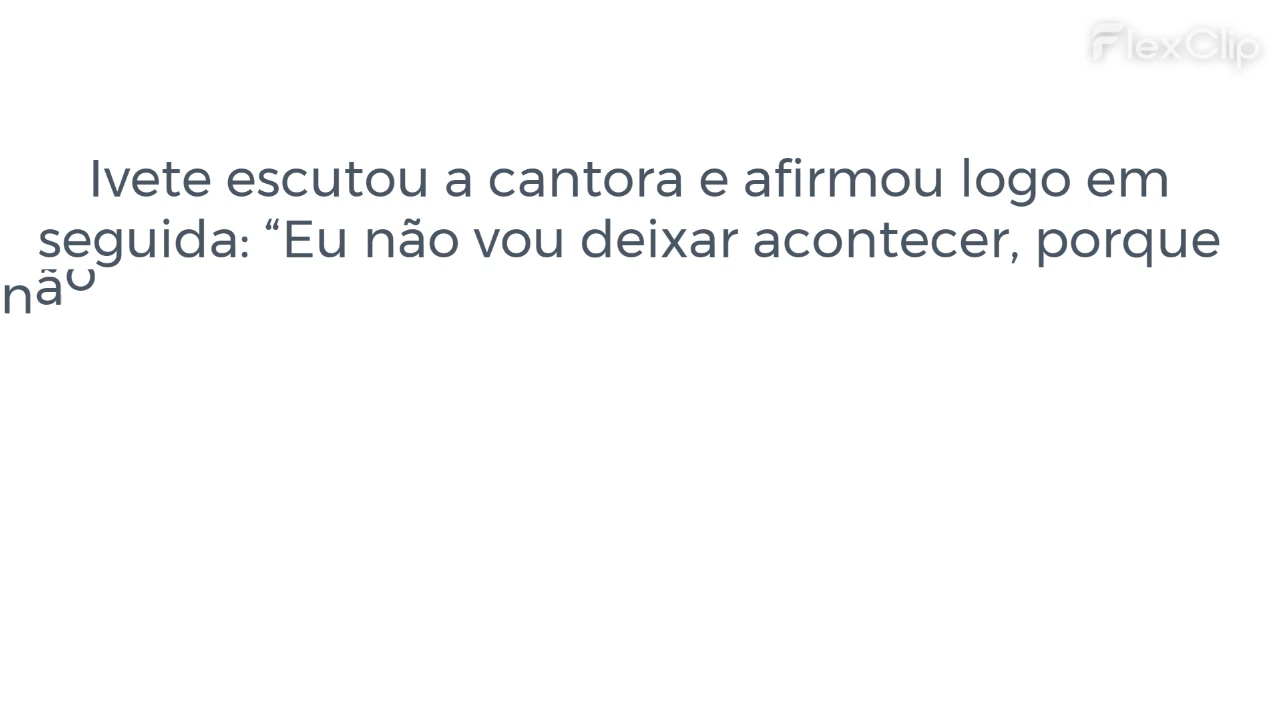 FlexClip
Ivete escutou a cantora e afirmou logo em
seguida: “Eu não vou deixar acontecer, porque
não